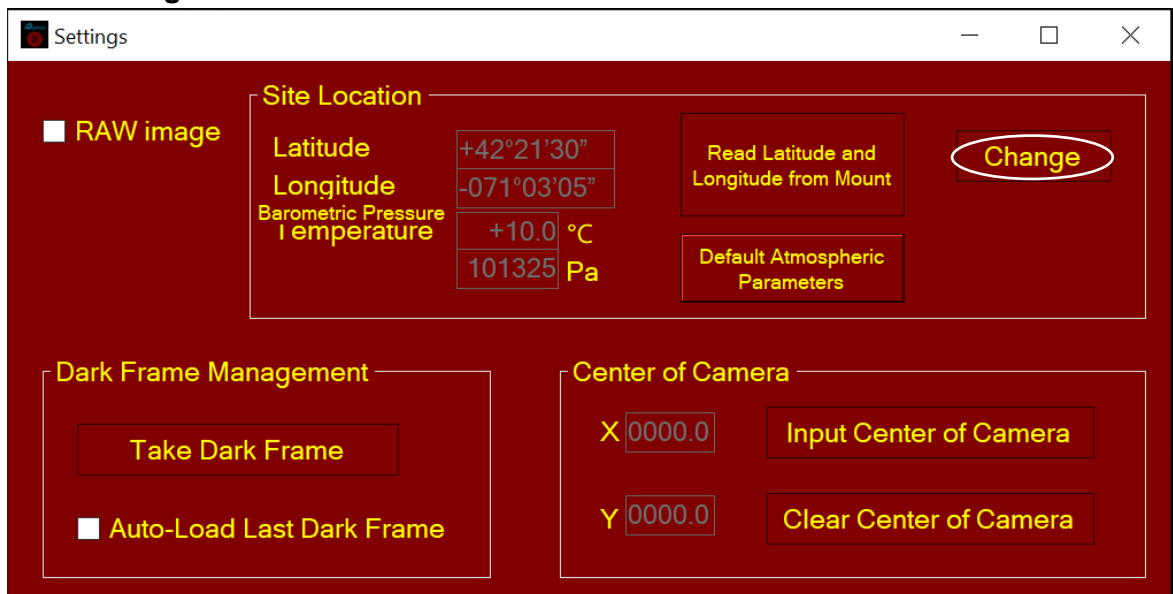 Settings
RAW image
Site Location
Latitude +42°21'30"
Longitude -071°03'05"
Barometric Pressure
Temperature +10.0 °C
101325 Pa
Read Latitude and
Longitude from Mount
Default Atmospheric
Parameters
Change
Dark Frame Management
Take Dark Frame
Auto-Load Last Dark Frame
Center of Camera
X 0000.0 Input Center of Camera
Y 0000.0 Clear Center of Camera